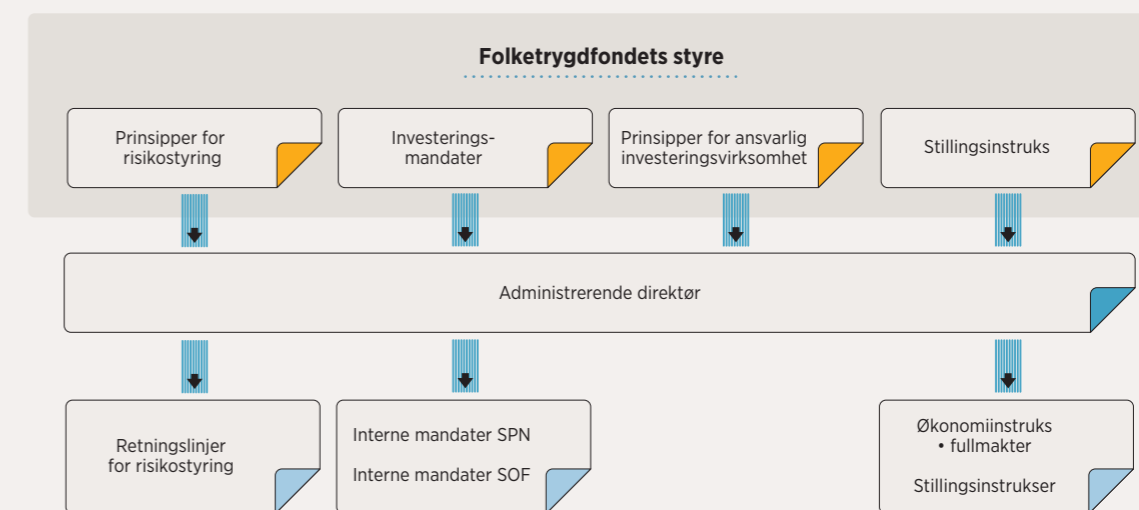 Folketrygdfondets styre
Prinsipper for
risikostyring
Investerings-
mandater
Prinsipper for ansvarlig
investeringsvirksomhet
Stillingsinstruks
Administrerende direktør
Retningslinjer
for risikostyring
Interne mandater SPN
Interne mandater SOF
Økonomiinstruks
• fullmakter
Stillingsinstrukser